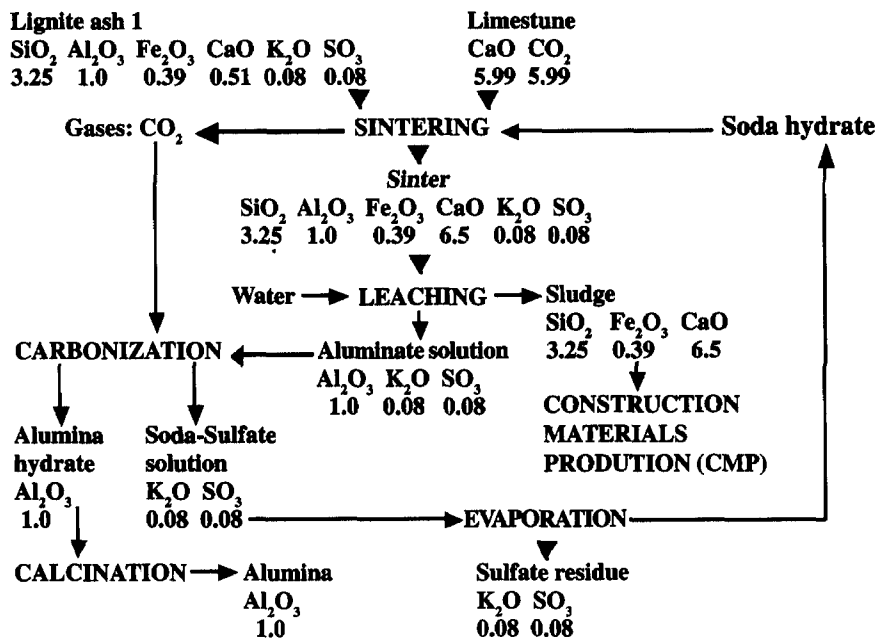 Lignite ash 1
SiO₂ Al₂O₃ Fe₂O₃ CaO K₂O SO₃
3.25 1.0 0.39 0.51 0.08 0.08
Limestune
CaO CO₂
5.99 5.99
Gases: CO₂
SINTERING
Soda hydrate
Sinter
SiO₂ Al₂O₃ Fe₂O₃ CaO K₂O SO₃
3.25 1.0 0.39 6.5 0.08 0.08
Water
LEACHING
Sludge
SiO₂ Fe₂O₃ CaO
3.25 0.39 6.5
CARBONIZATION
Aluminate solution
Al₂O₃ K₂O SO₃
1.0 0.08 0.08
CONSTRUCTION
MATERIALS
PRODUTION (CMP)
Alumina
hydrate
Al₂O₃
1.0
Soda-Sulfate
solution
K₂O SO₃
0.08 0.08
EVAPORATION
CALCINATION
Alumina
Al₂O₃
1.0
Sulfate residue
K₂O SO₃
0.08 0.08